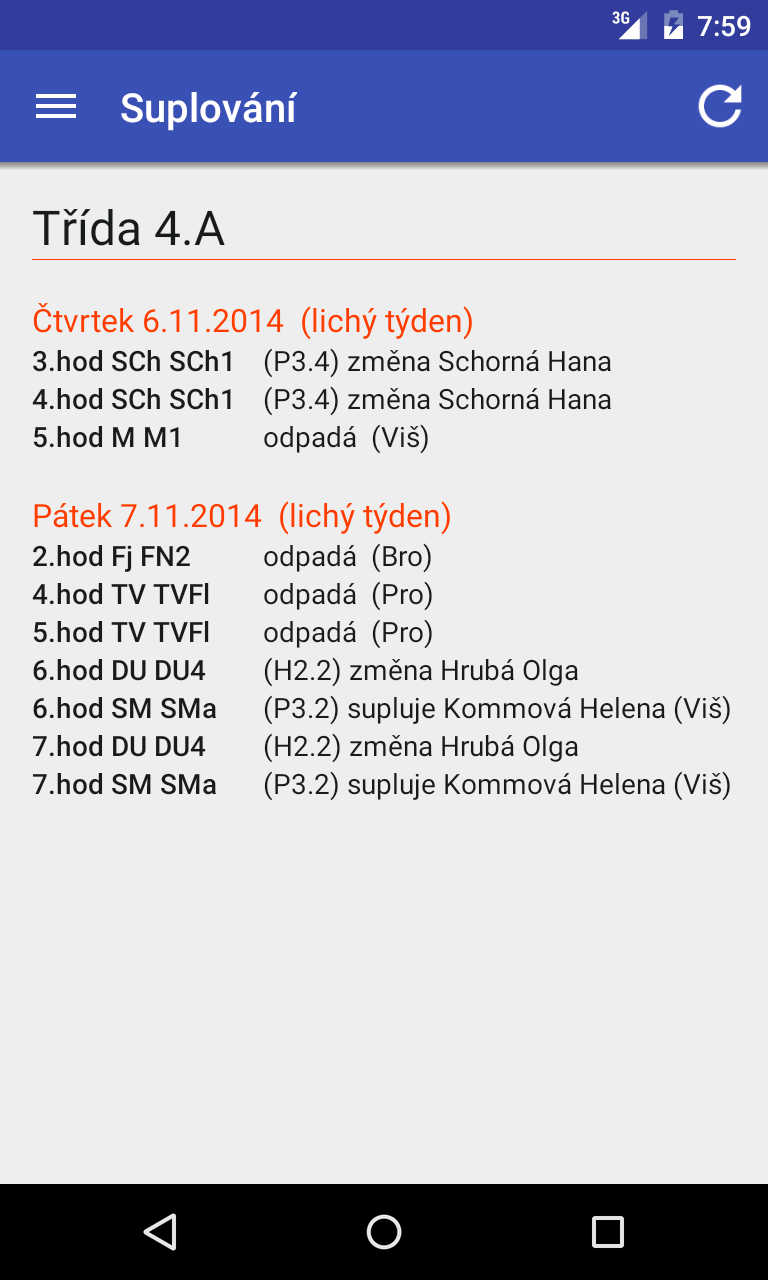 3G 7:59
Suplování
Třída 4.A
Čtvrtek 6.11.2014 (lichý týden)
3.hod SCh SCh1 (P3.4) změna Schorná Hana
4.hod SCh SCh1 (P3.4) změna Schorná Hana
5.hod M M1 odpadá (Viš)
Pátek 7.11.2014 (lichý týden)
2.hod Fj FN2 odpadá (Bro)
4.hod TV TVFl odpadá (Pro)
5.hod TV TVFl odpadá (Pro)
6.hod DU DU4 (H2.2) změna Hrubá Olga
6.hod SM SMa (P3.2) supluje Kommová Helena (Viš)
7.hod DU DU4 (H2.2) změna Hrubá Olga
7.hod SM SMa (P3.2) supluje Kommová Helena (Viš)